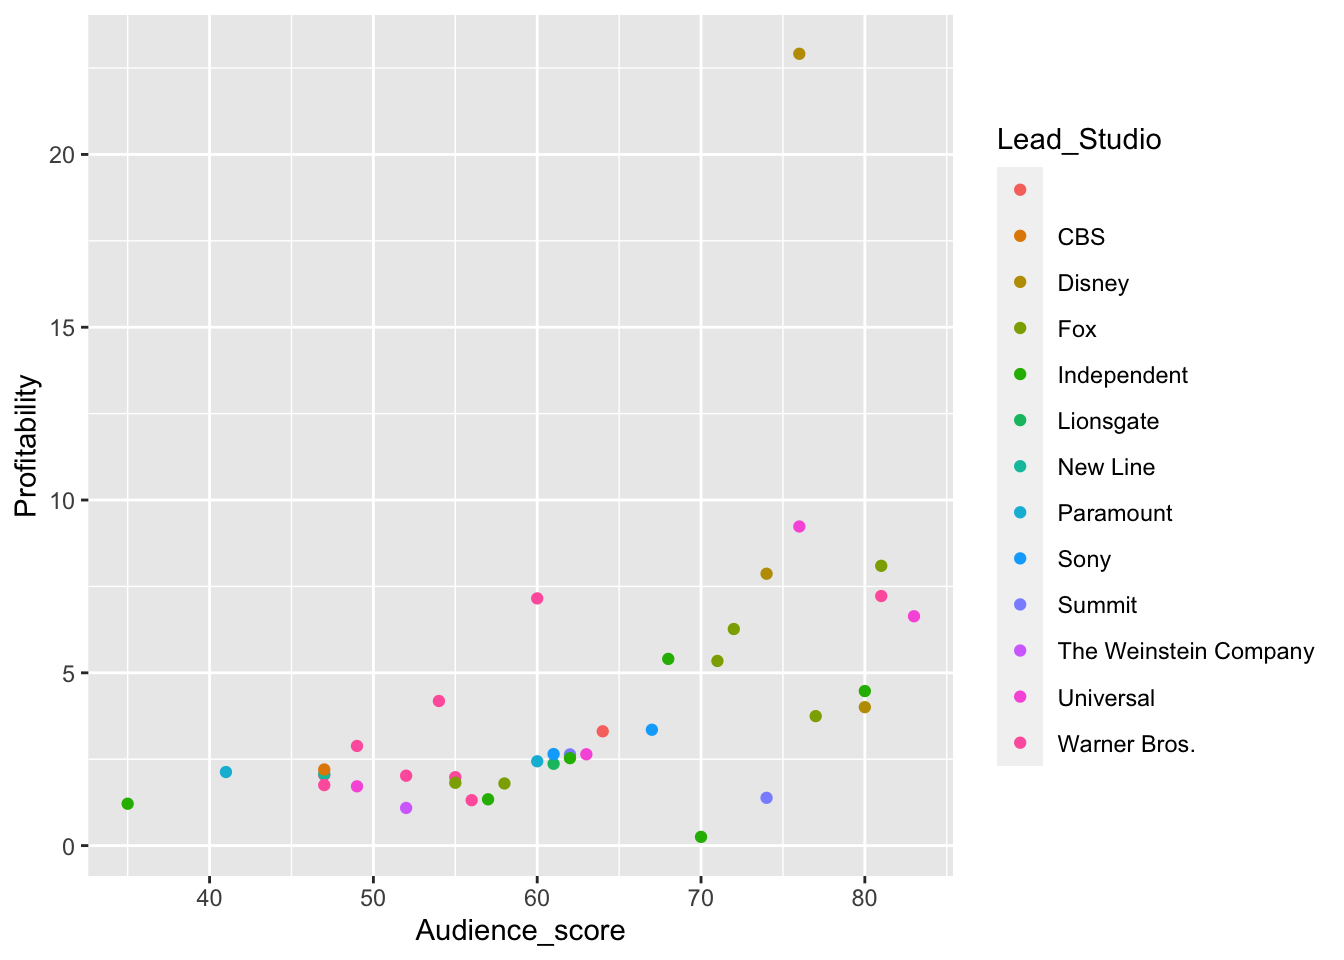 Profitability
20
15
10
5
0
40 50 60 70 80
Audience_score
Lead_Studio
CBS
Disney
Fox
Independent
Lionsgate
New Line
Paramount
Sony
Summit
The Weinstein Company
Universal
Warner Bros.